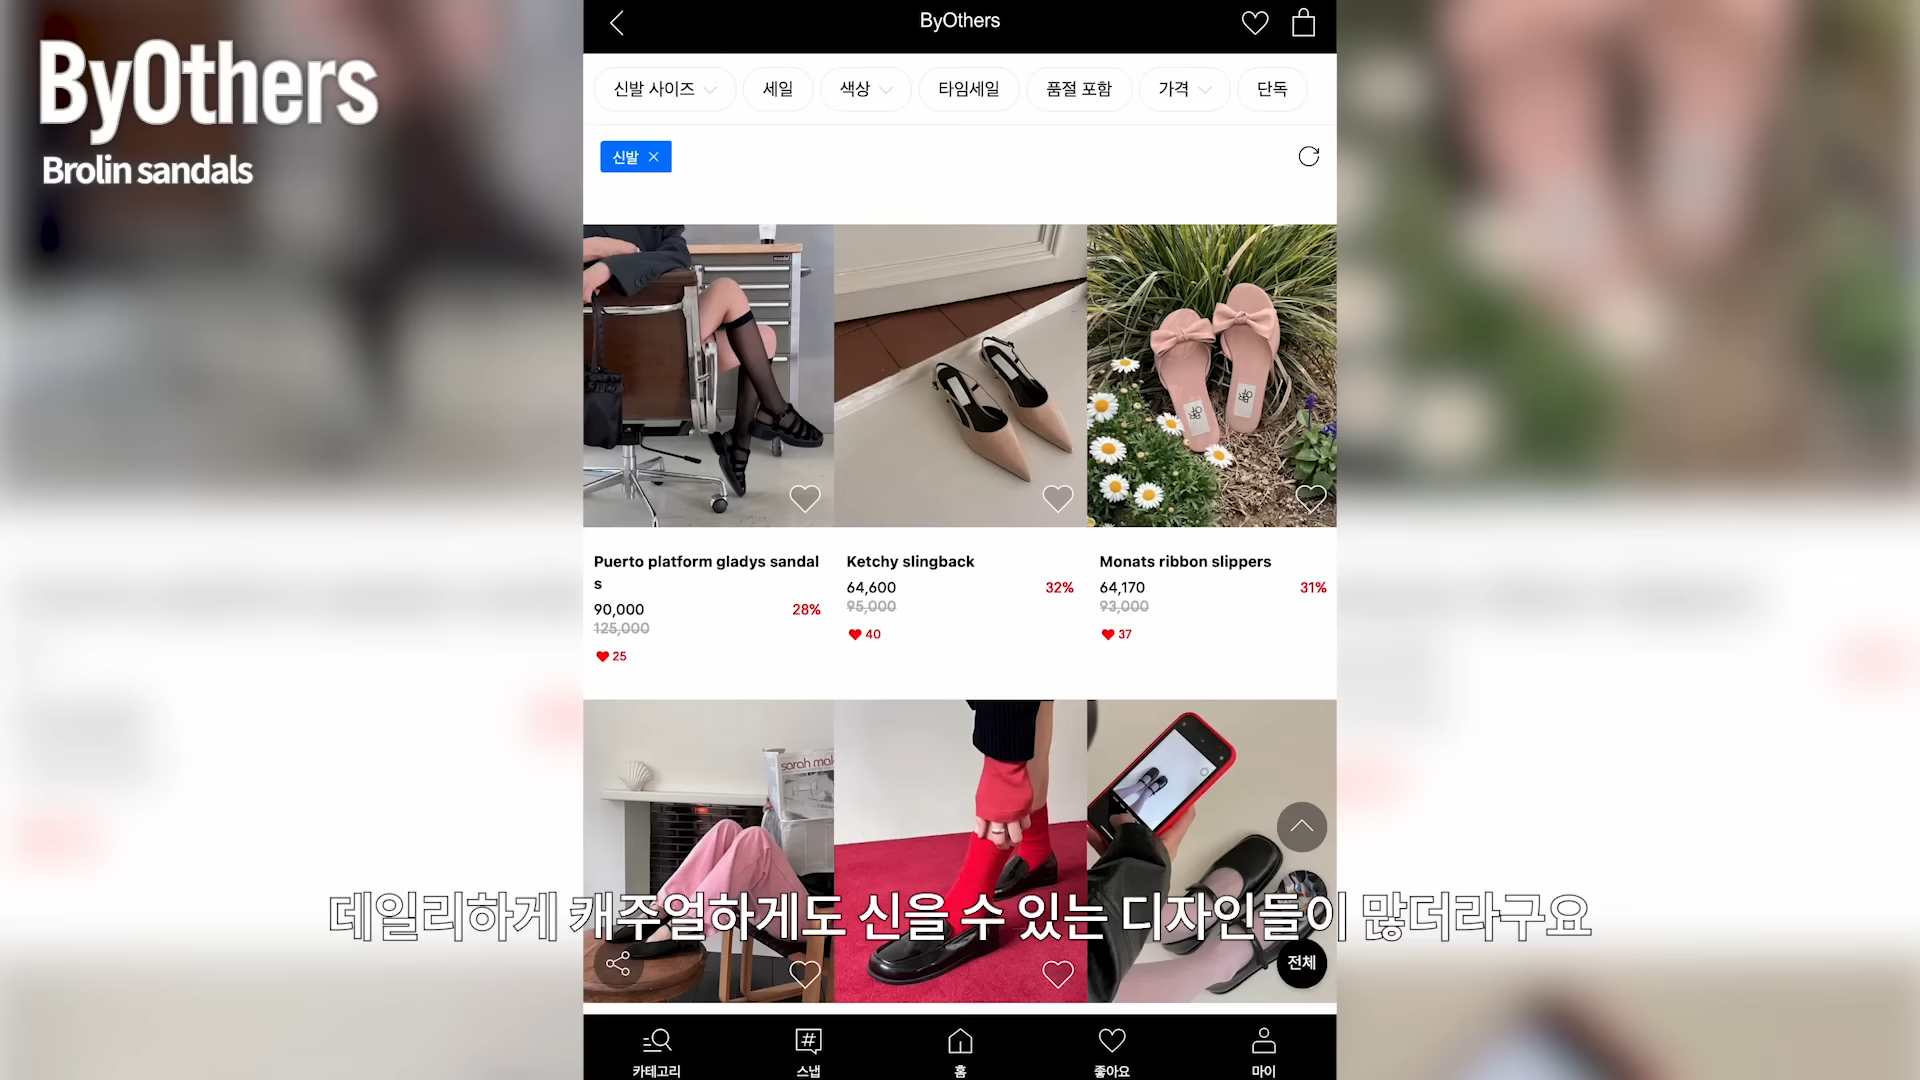 ByOthers
Brolin sandals
ByOthers
신발 사이즈
세일
색상
타임세일
품절 포함
가격
단독
신발
Puerto platform gladys sandal
s
90,000
28%
125,000
25
Ketchy slingback
64,600
32%
95,000
40
Monats ribbon slippers
64,170
31%
93,000
37
데일리하게 캐주얼하게도 신을 수 있는 디자인들이 많더라구요
전체
카테고리
스냅
홈
좋아요
마이